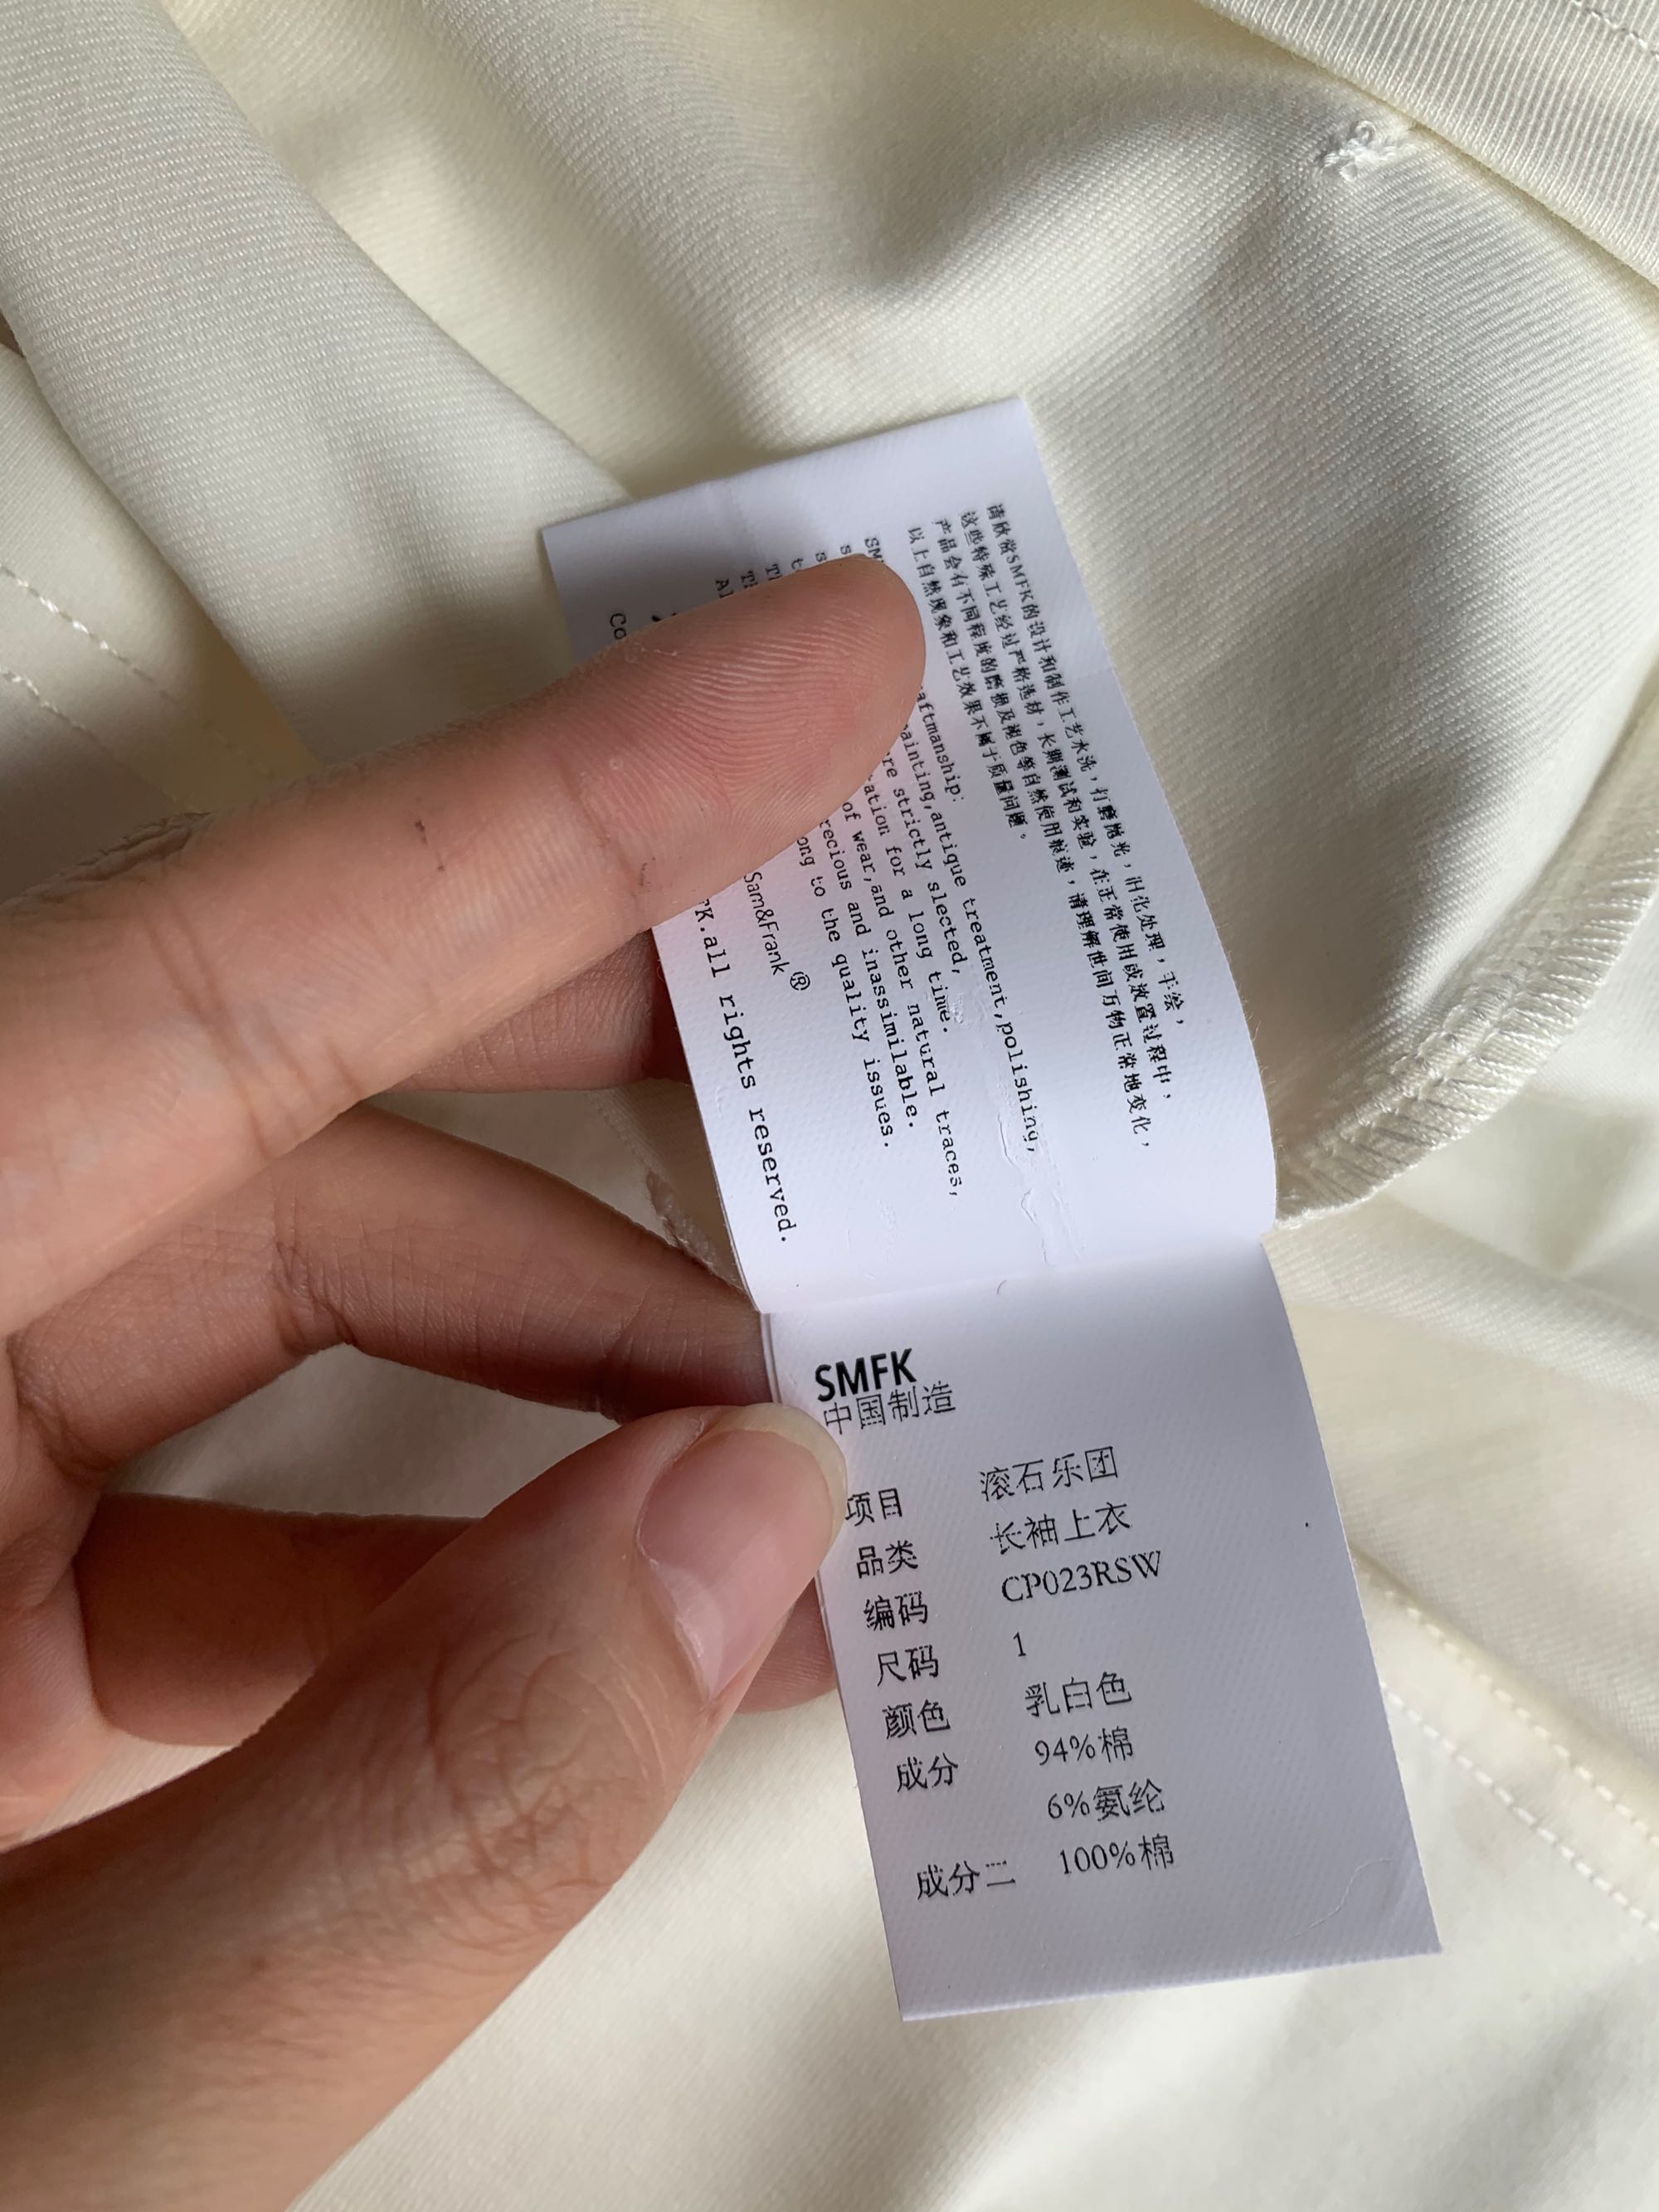 请欣赏SMFK的设计和制作工艺水洗，打磨抛光，旧化处理，手绘，
这些特殊工艺经过严格选材，长期测试和实验，在正常使用或放置过程中，
产品会有不同程度的磨损及褪色等自然使用痕迹，请理解世间万物正常地变化，
以上自然现象和工艺效果不属于质量问题。
aftmanship:
ainting,antique treatment,polishing,
re strictly slected,
ation for a long time.
of wear,and other natural traces,
recious and inassimilable.
ong to the quality issues.
Sam&Frank®
Co
FK.all rights reserved.
SMFK
中国制造
项目 滚石乐团
品类 长袖上衣
编码 CP023RSW
尺码 1
颜色 乳白色
成分 94%棉
6%氨纶
成分二 100%棉